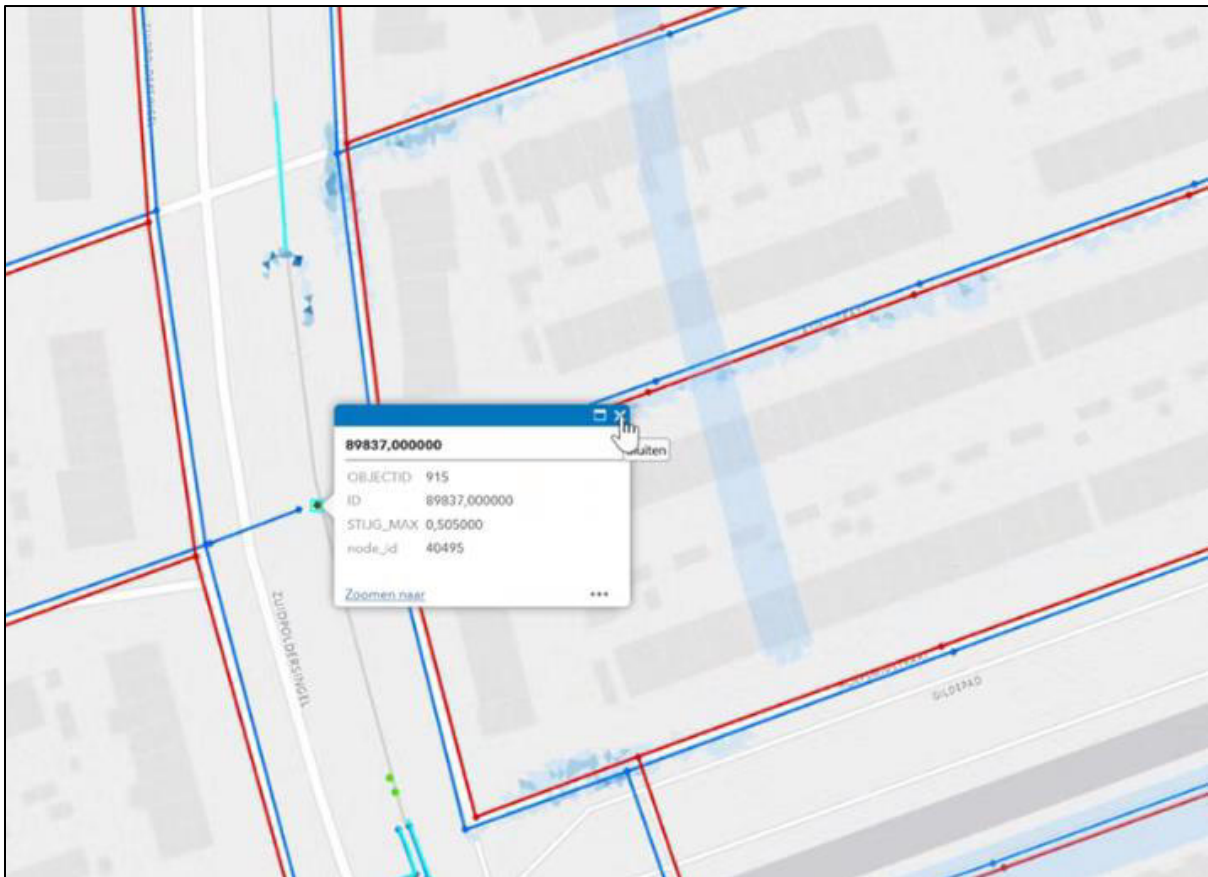 89837,000000
OBJECTID 915
ID 89837,000000
STIJG_MAX 0,505000
node_id 40495
Zoomen naar
ZUIDPOLDERSINGEL
GILDEPAD